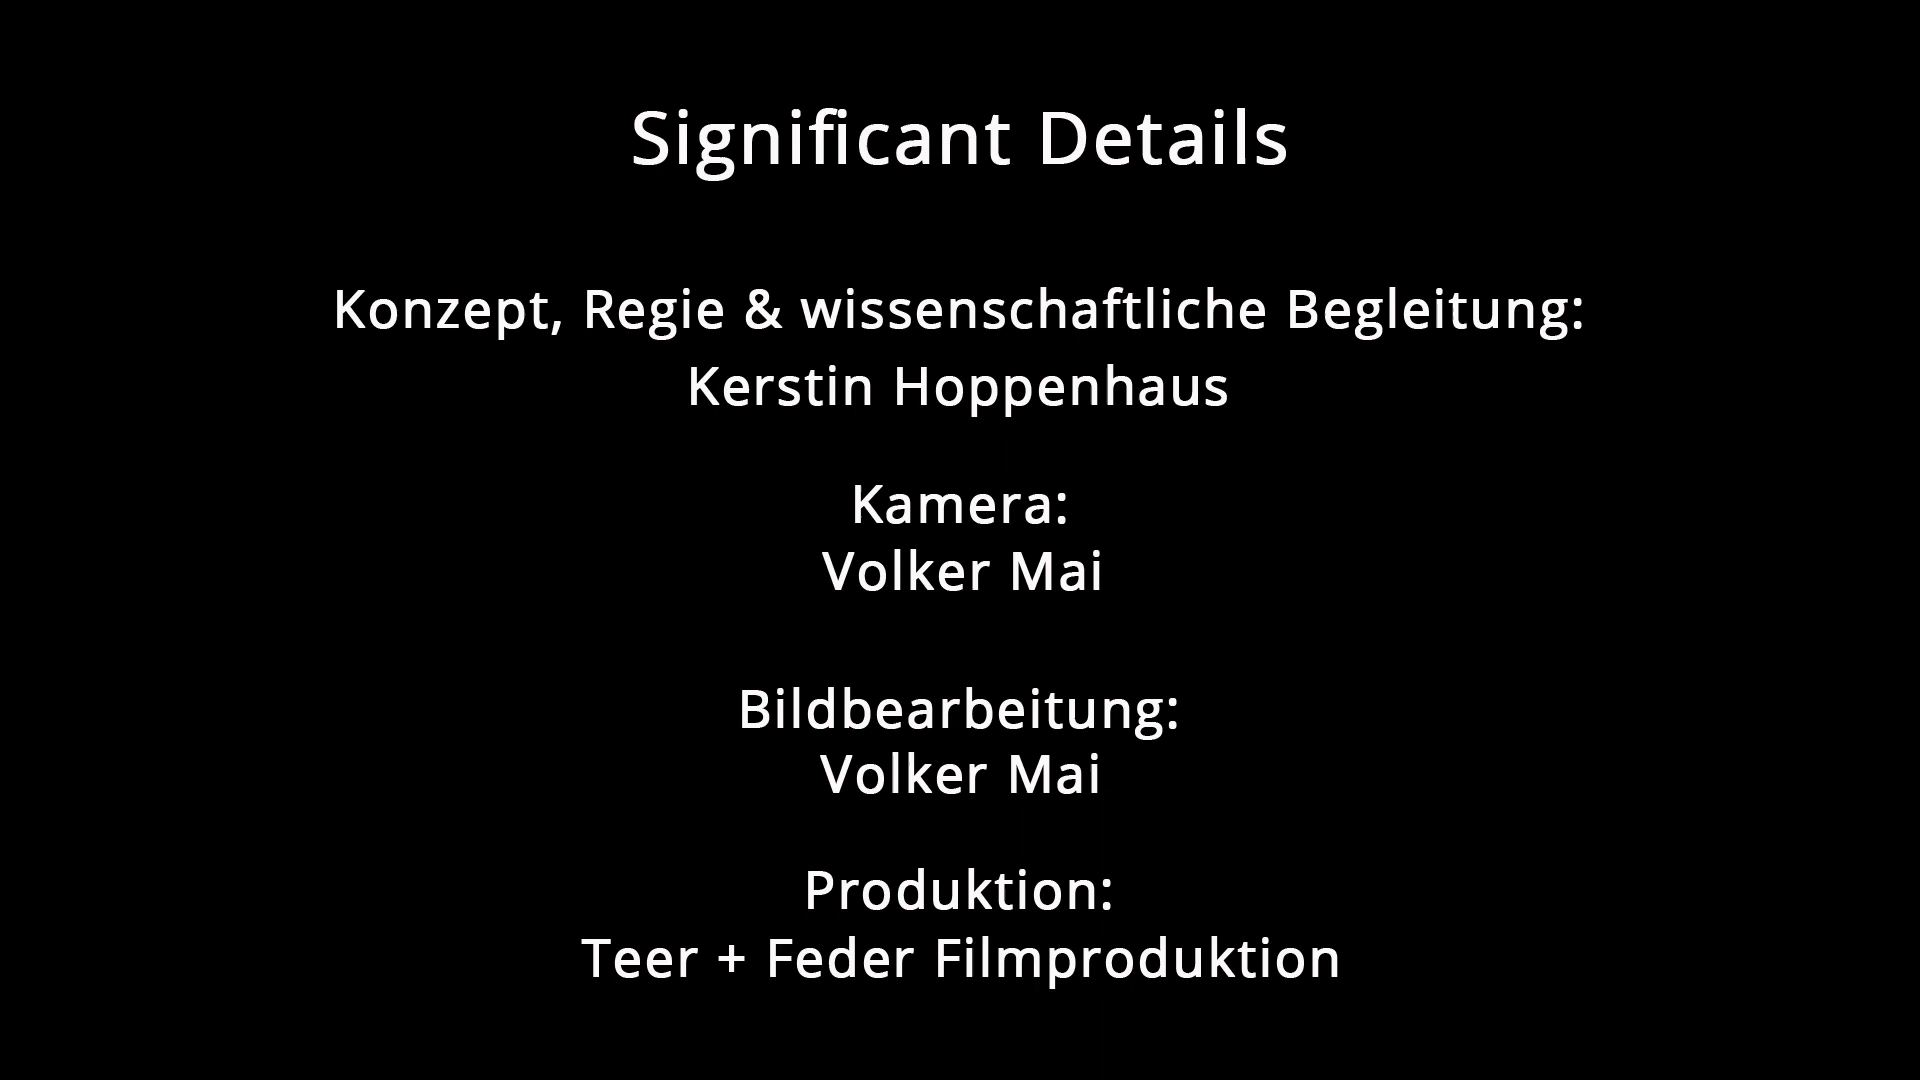 Significant Details
Konzept, Regie & wissenschaftliche Begleitung:
Kerstin Hoppenhaus
Kamera:
Volker Mai
Bildbearbeitung:
Volker Mai
Produktion:
Teer + Feder Filmproduktion